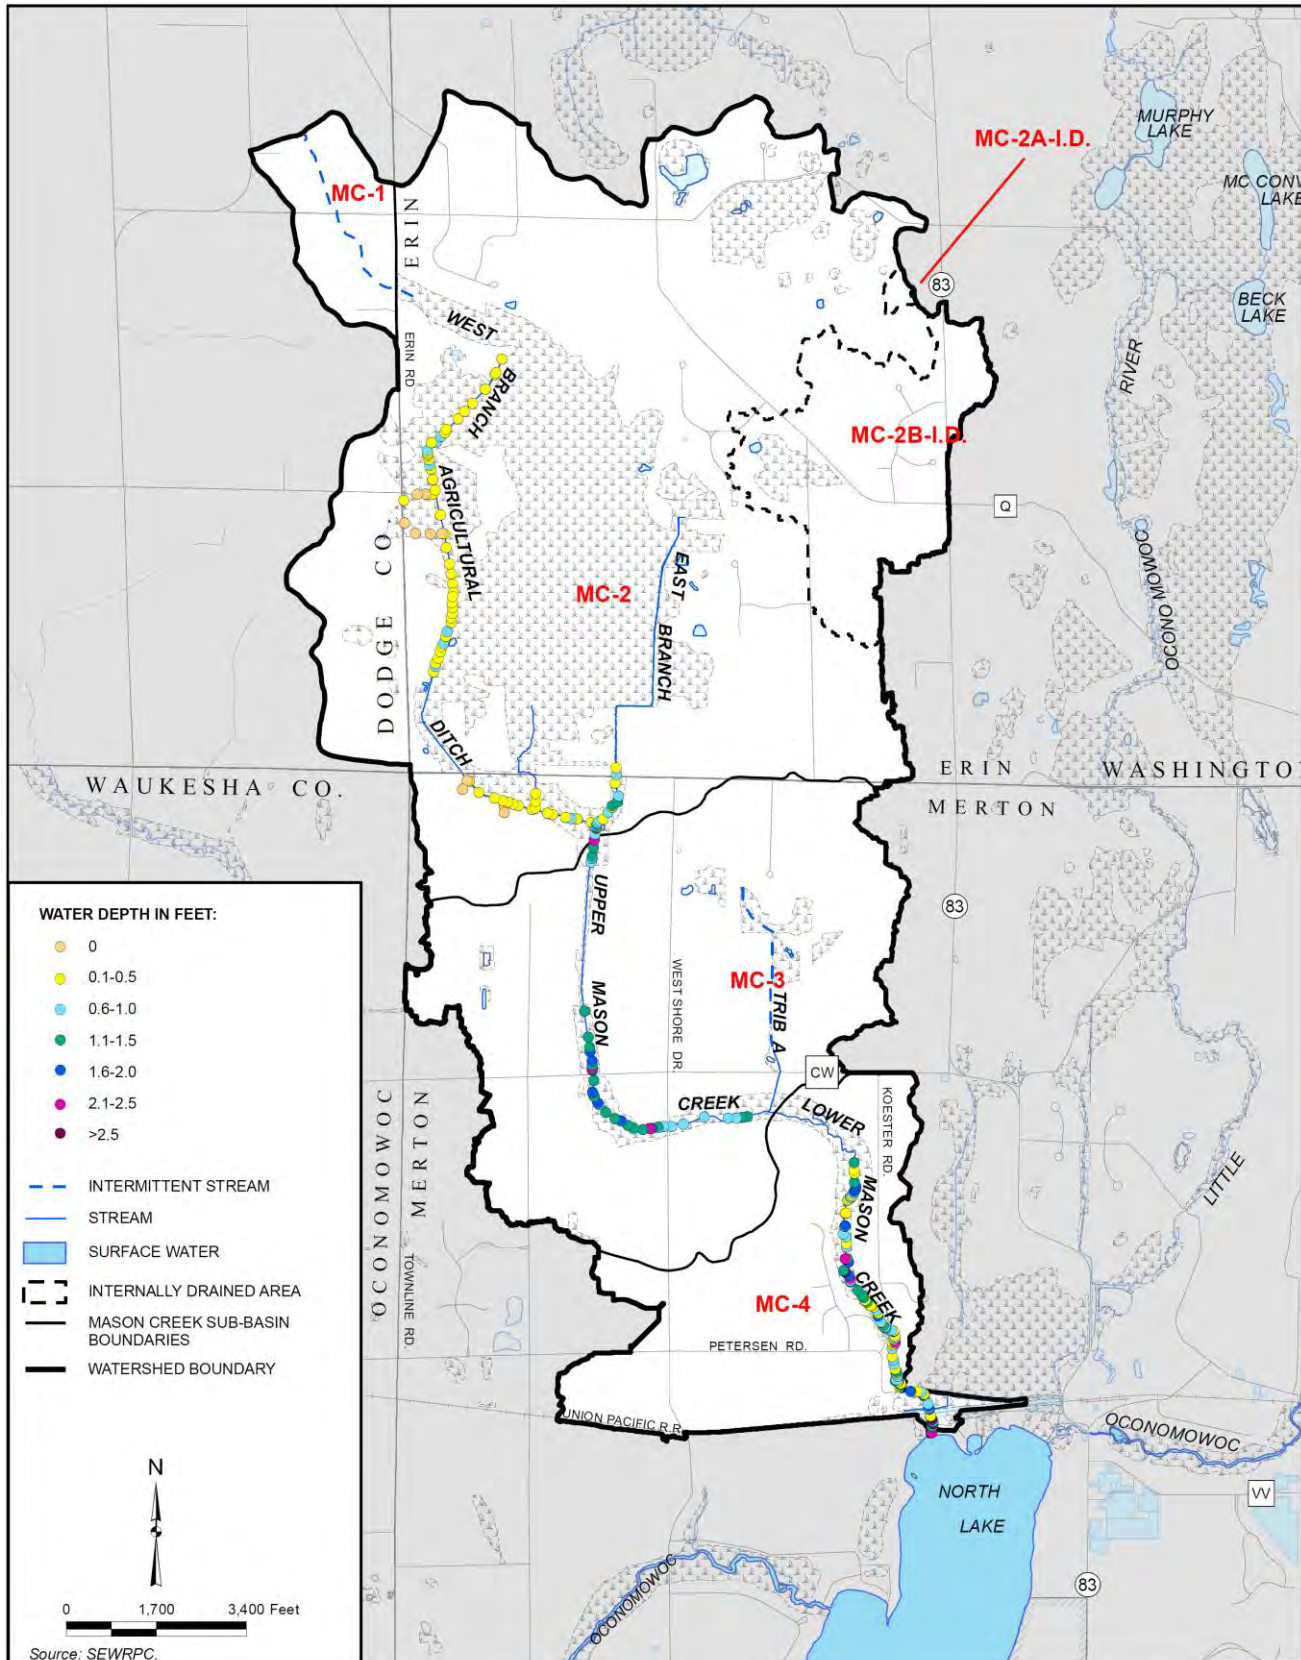 MURPHY
LAKE
MC-2A-I.D.
MC-1
MC CONV
LAKE
ERIN
83
BECK
LAKE
WEST
ERIN RD
RIVER
BRANCH
MC-2B-I.D.
AGRICULTURAL
Q
DODGE CO.
EAST
MC-2
OCONOMOWOC
BRANCH
DITCH
ERIN
WASHINGTO
WAUKESHA CO.
MERTON
UPPER
83
WATER DEPTH IN FEET:
0
0.1-0.5
0.6-1.0
1.1-1.5
1.6-2.0
2.1-2.5
>2.5
INTERMITTENT STREAM
STREAM
SURFACE WATER
INTERNALLY DRAINED AREA
MASON CREEK SUB-BASIN
BOUNDARIES
WATERSHED BOUNDARY
WEST SHORE DR.
MC-3
MASON
TRIB A
CW
CREEK
LOWER
KOESTER RD.
OCONOMOWOC
MERTON
LITTLE
MASON
TOWNLINE RD.
CREEK
MC-4
PETERSEN RD.
UNION PACIFIC R.R.
OCONOMOWOC
N
NORTH
LAKE
VV
OCONOMOWOC
83
0 1,700 3,400 Feet
Source: SEWRPC.